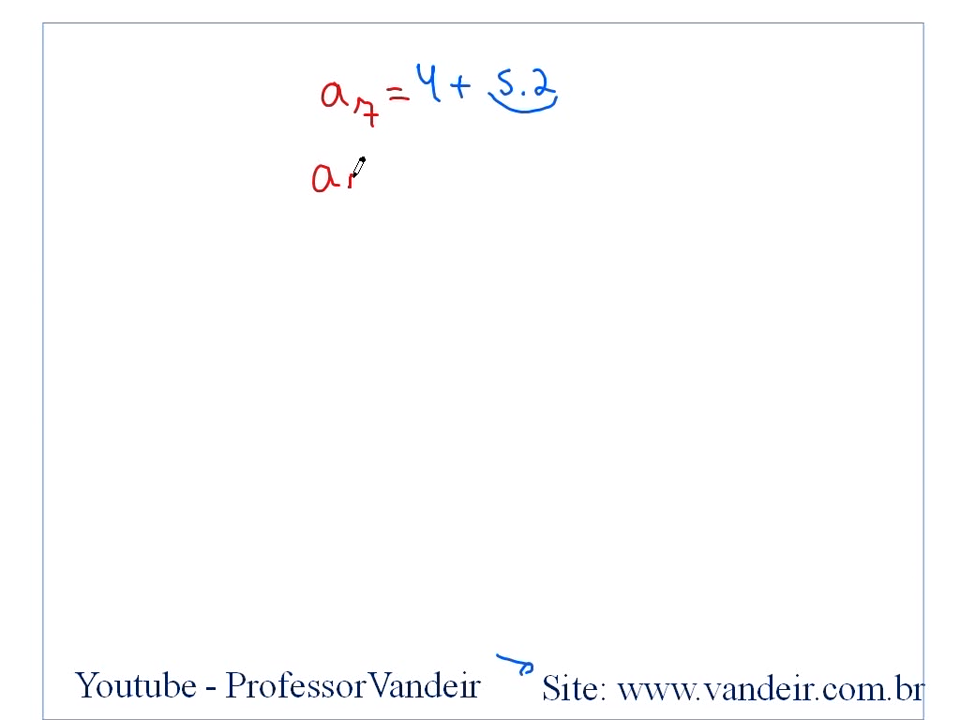 a₇ = 4 + 5.2
a
Youtube - ProfessorVandeir
Site: www.vandeir.com.br